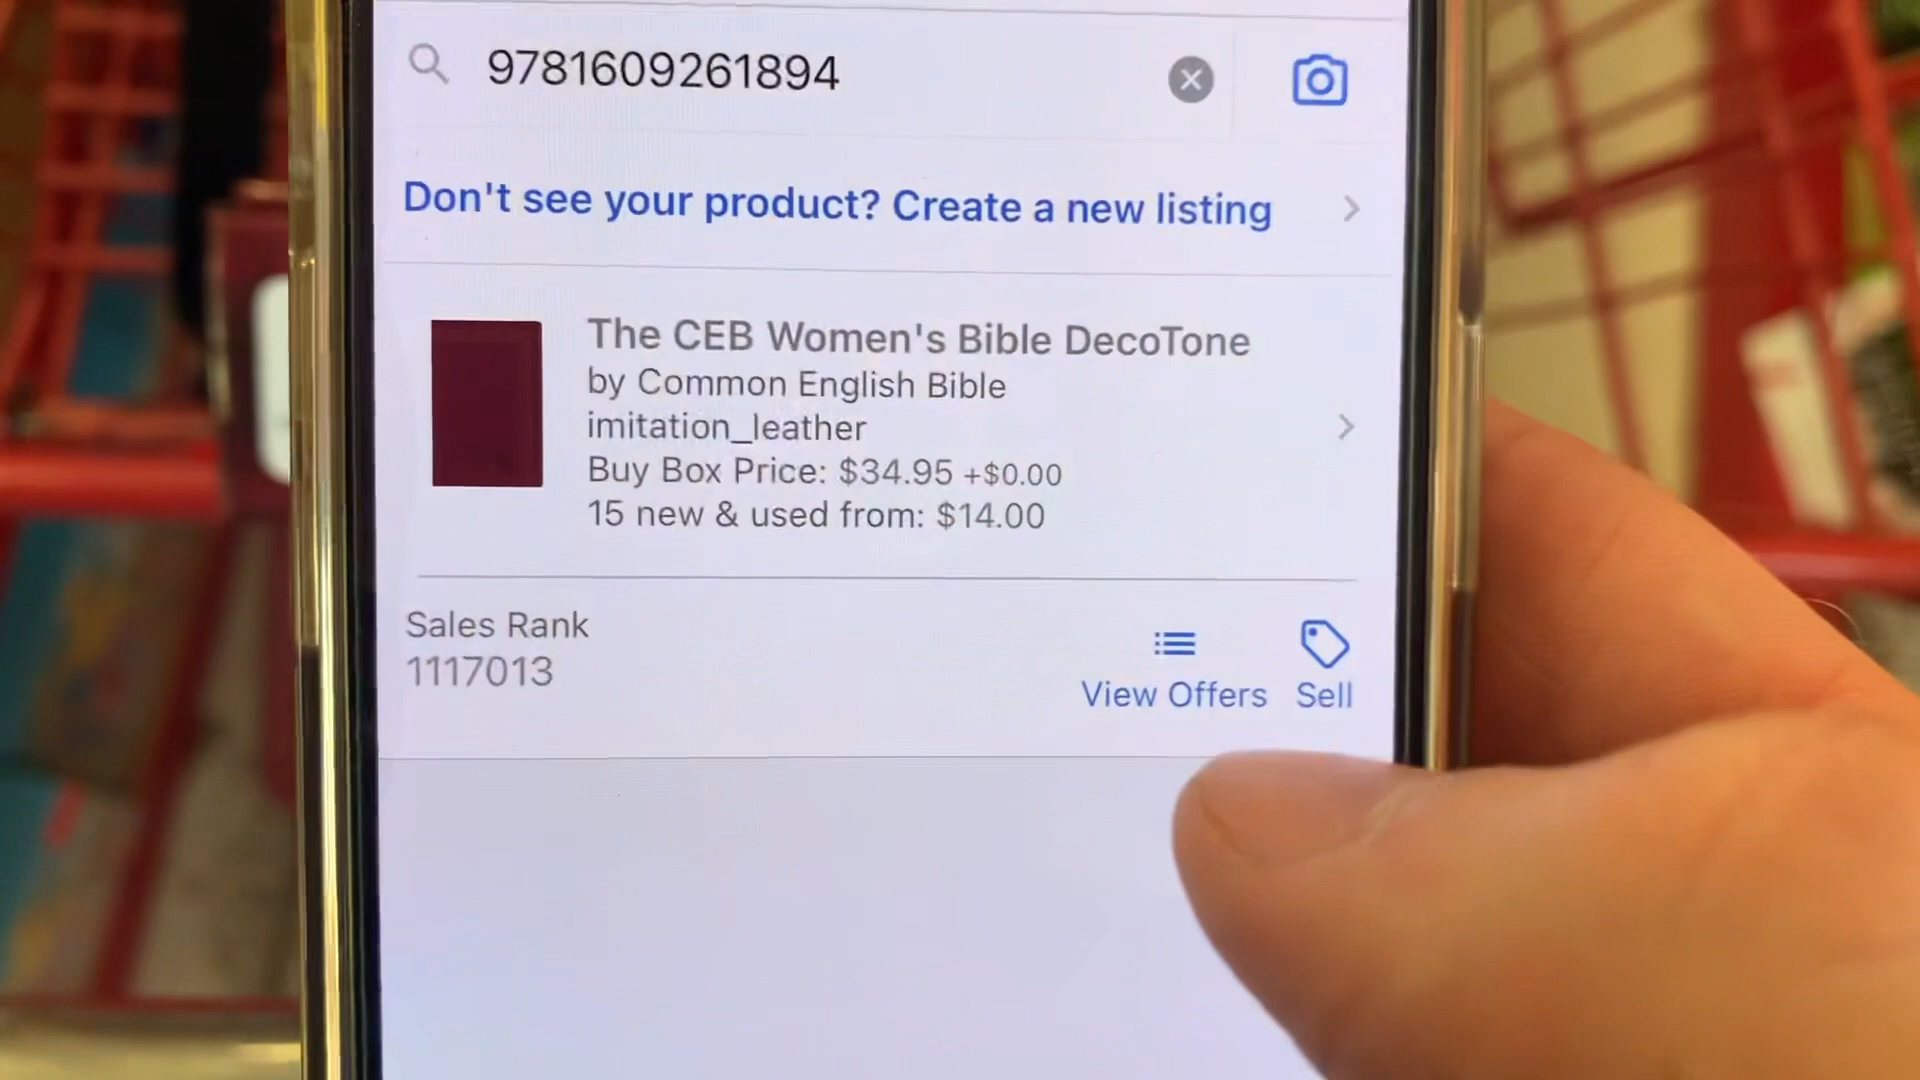 9781609261894
Don't see your product? Create a new listing
The CEB Women's Bible DecoTone
by Common English Bible
imitation_leather
Buy Box Price: $34.95 +$0.00
15 new & used from: $14.00
Sales Rank
1117013
View Offers
Sell